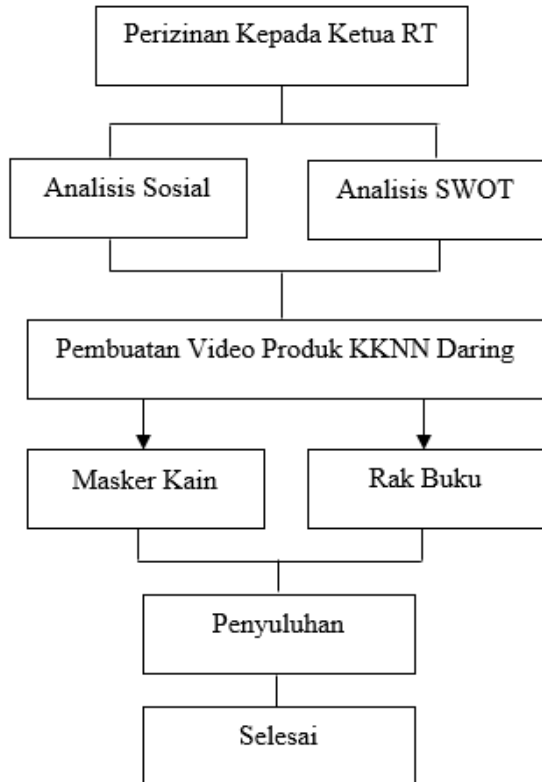 Perizinan Kepada Ketua RT
Analisis Sosial
Analisis SWOT
Pembuatan Video Produk KKNN Daring
Masker Kain
Rak Buku
Penyuluhan
Selesai